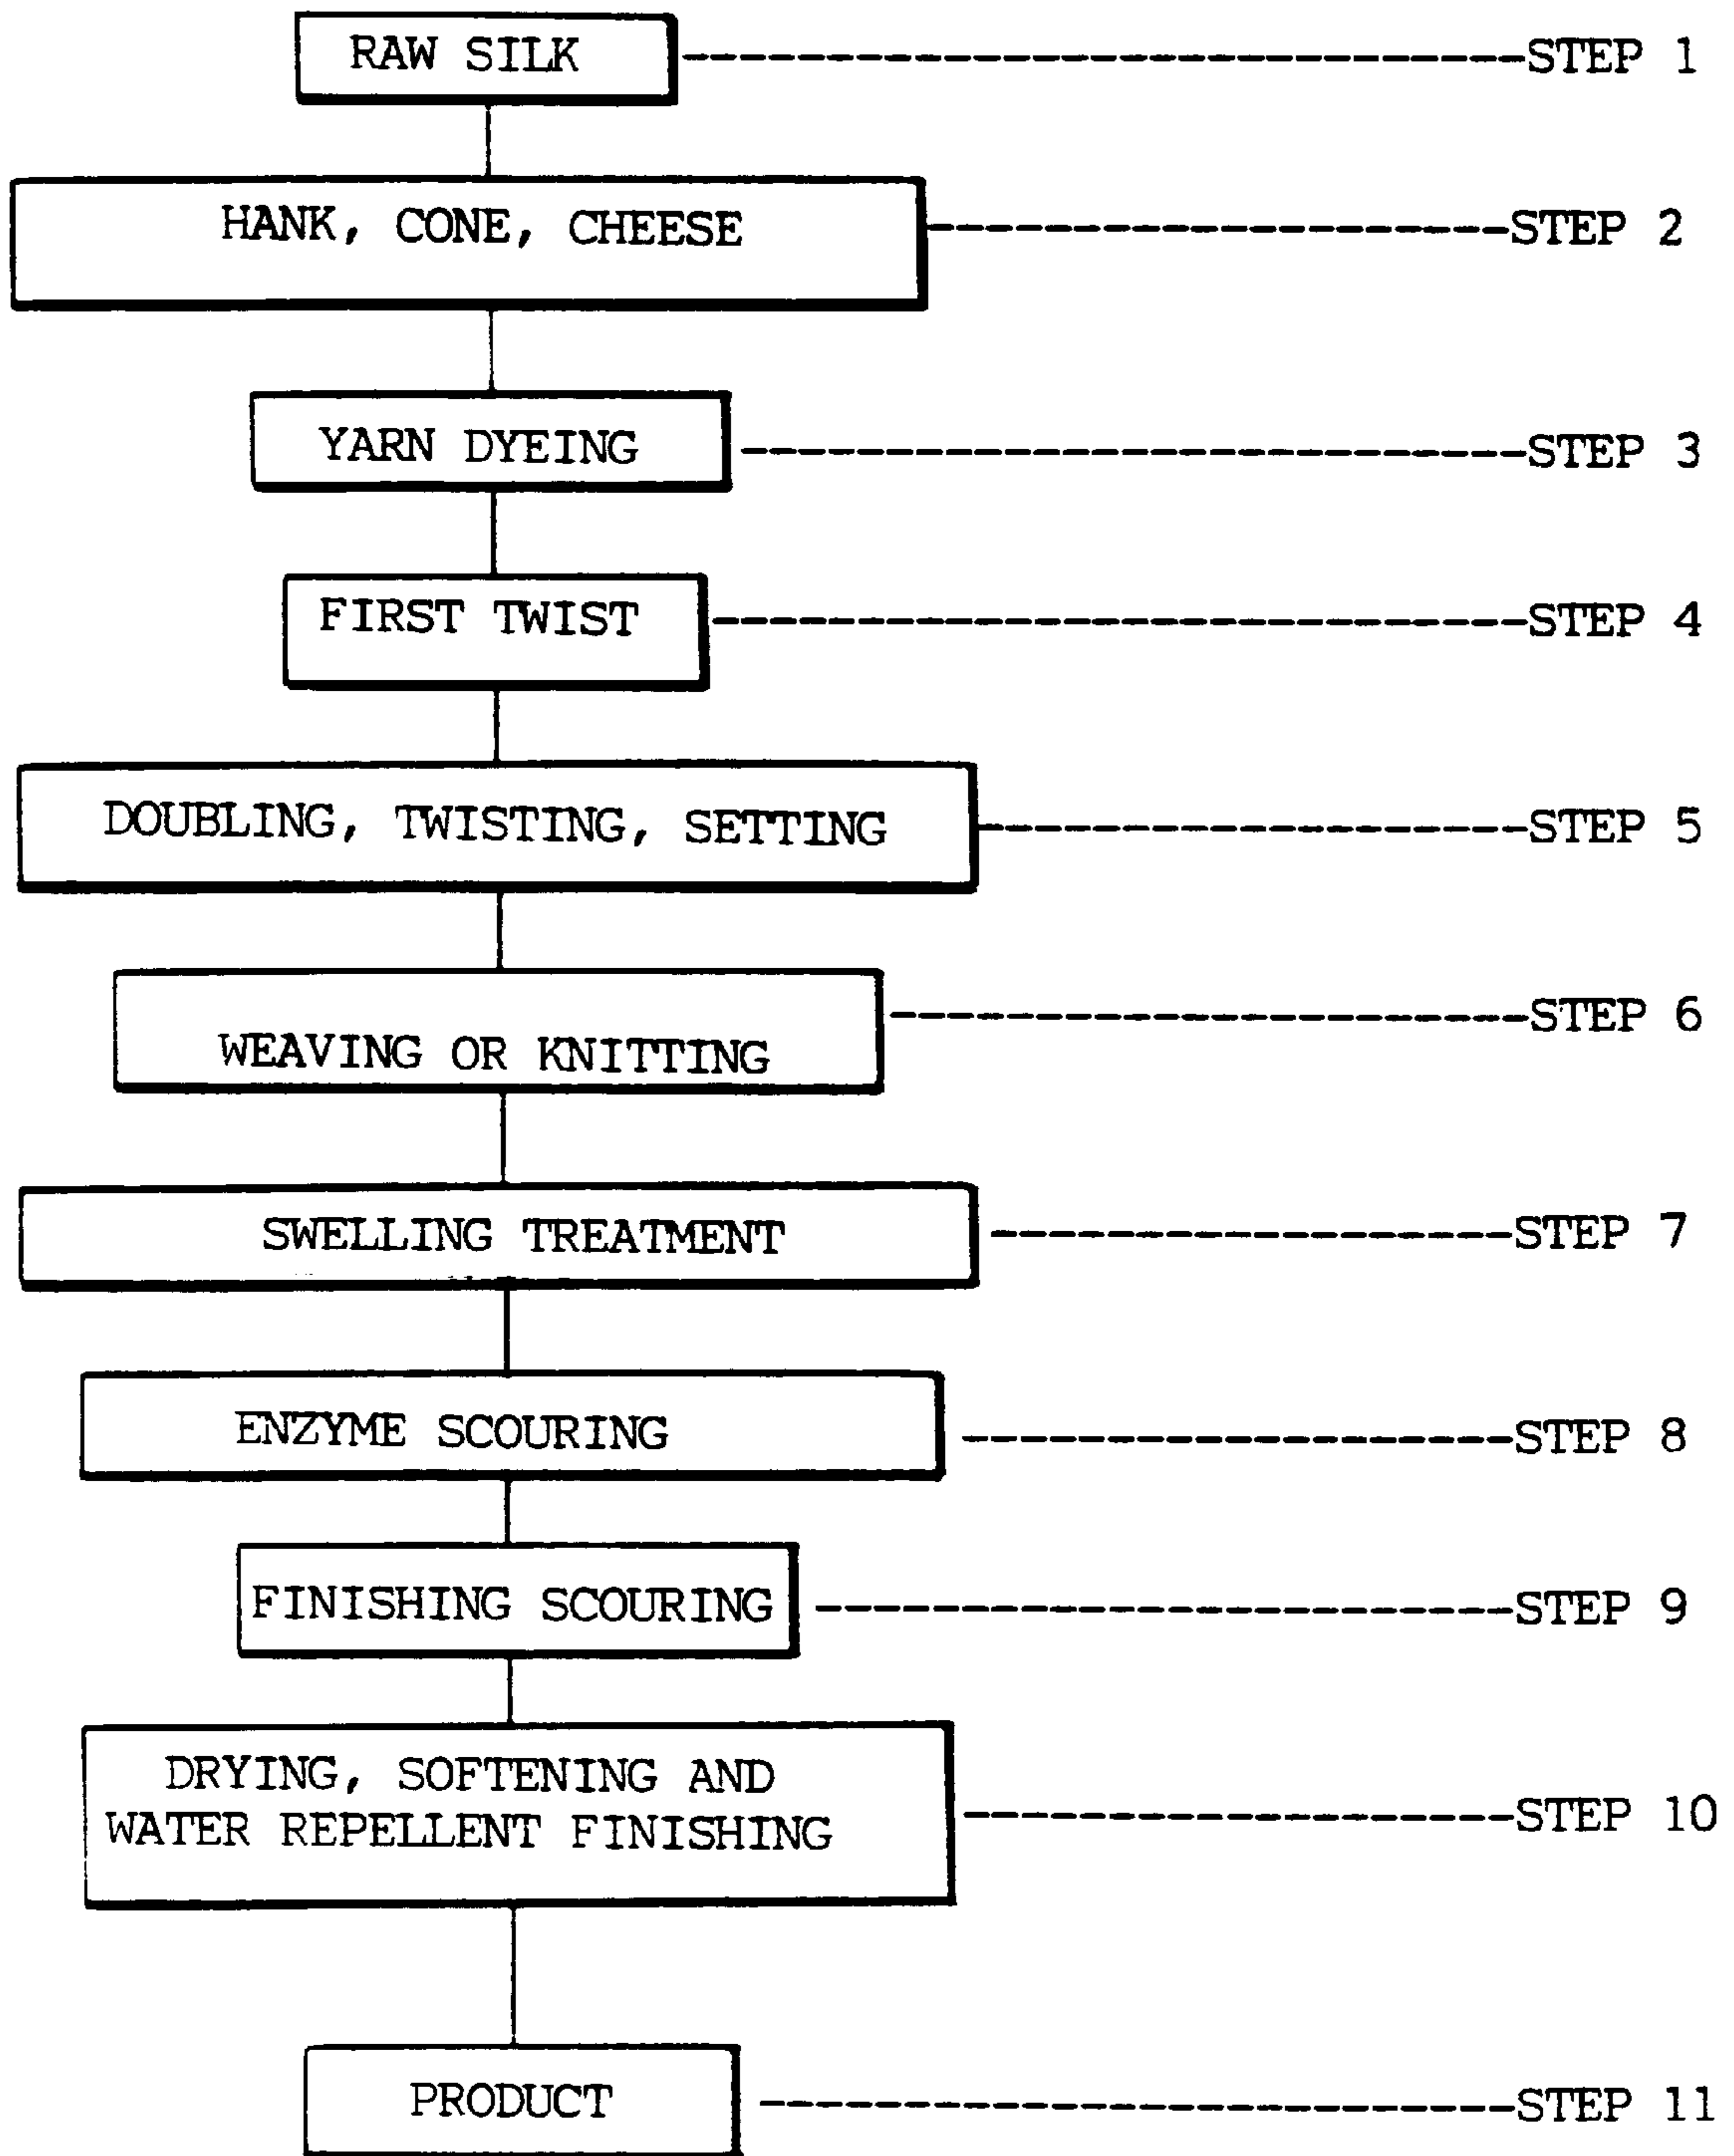 RAW SILK ---STEP 1
HANK, CONE, CHEESE ---STEP 2
YARN DYEING ---STEP 3
FIRST TWIST ---STEP 4
DOUBLING, TWISTING, SETTING ---STEP 5
WEAVING OR KNITTING ---STEP 6
SWELLING TREATMENT ---STEP 7
ENZYME SCOURING ---STEP 8
FINISHING SCOURING ---STEP 9
DRYING, SOFTENING AND
WATER REPELLENT FINISHING ---STEP 10
PRODUCT ---STEP 11